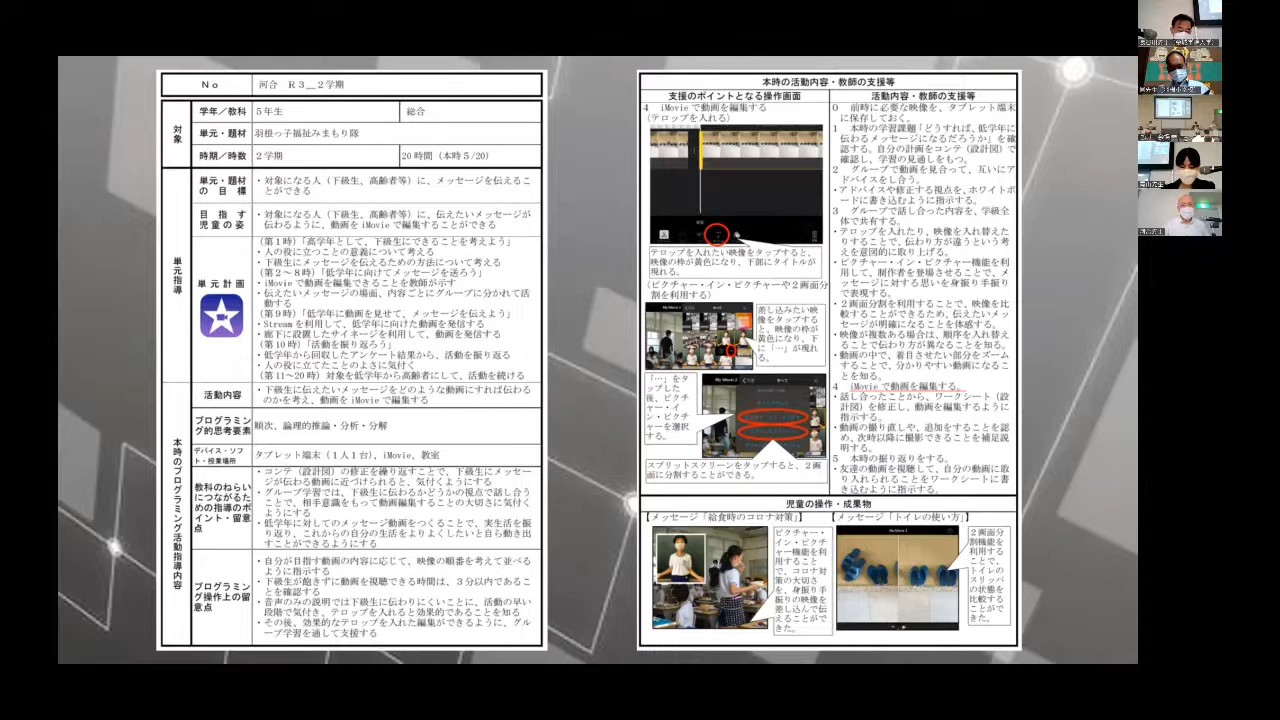 No
河合 R3__2学期
対象
学年/教科
5年生
総合
単元・題材
羽根っ子福祉みまもり隊
時期/時数
2学期
20時間(本時5/20)
単元指導
単元・題材
の 目 標
・対象になる人(下級生、高齢者等)に、メッセージを伝えるこ
とができる
目 指 す
児童の姿
・対象になる人(下級生、高齢者等)に、伝えたいメッセージが
伝わるように、動画をiMovieで編集することができる
単 元 計 画
(第1時)「高学年として、下級生にできることを考えよう」
・人の役に立つことの意義について考える
・下級生にメッセージを伝えるための方法について考える
(第2~8時)「低学年に向けてメッセージを送ろう」
・iMovieで動画を編集できることを教師が示す
・伝えたいメッセージの場面、内容ごとにグループに分かれて活
動する
(第9時)「低学年に動画を見せて、メッセージを伝えよう」
・Streamを利用して、低学年に向けた動画を発信する
・廊下に設置したサイネージを利用して、動画を発信する
(第10時)「活動を振り返ろう」
・低学年から回収したアンケート結果から、活動を振り返る
・人の役に立てたことのよさに気付く
(第11~20時)対象を低学年から高齢者にして、活動を続ける
本時のプログラミング活動指導内容
活動内容
・下級生に伝えたいメッセージをどのような動画にすれば伝わる
のかを考え、動画をiMovieで編集する
プログラミン
グ的思考要素
順次、論理的推論・分析・分解
デバイス・ソフ
ト・授業場所
タブレット端末(1人1台)、iMovie、教室
教科のねらい
につながるた
めの指導のポ
イント・留意
点
・コンテ(設計図)の修正を繰り返すことで、下級生にメッセー
ジが伝わる動画に近づけられると、気付くようにする
・グループ学習では、下級生に伝わるかどうかの視点で話し合う
ことで、相手意識をもって動画編集することの大切さに気付く
ようにする
・低学年に対してのメッセージ動画をつくることで、実生活を振
り返り、これからの自分の生活をよりよくしたいと自ら動き出
すことができるようにする
プログラミン
グ操作上の留
意点
・自分が目指す動画の内容に応じて、映像の順番を考えて並べる
ように指示する
・下級生が飽きずに動画を視聴できる時間は、3分以内であるこ
とを確認する
・音声のみの説明では下級生に伝わりにくいことに、活動の早い
段階で気付き、テロップを入れると効果的であることを知る
・その後、効果的なテロップを入れた編集ができるように、グル
ープ学習を通して支援する
本時の活動内容・教師の支援等
支援のポイントとなる操作画面
活動内容・教師の支援等
4 iMovieで動画を編集する
(テロップを入れる)
テロップを入れたい映像をタップすると、
映像の枠が黄色になり、下部にタイトルが
現れる。
(ピクチャー・イン・ピクチャーや2画面分
割を利用する)
差し込みたい映
像をタップする
と、映像の枠が
黄色になり、下
に「…」が現れ
る。
「…」をタ
ップした
後、ピクチ
ャー・イ
ン・ピクチ
ャーを選択
する。
スプリットスクリーンをタップすると、2画
面に分割することができる。
0 前時に必要な映像を、タブレット端末
に保存しておく。
1 本時の学習課題「どうすれば、低学年に
伝わるメッセージになるだろうか」を確
認する。自分の計画をコンテ(設計図)で
確認し、学習の見通しをもつ。
2 グループで動画を見合って、互いにア
ドバイスをし合う。
・アドバイスや修正する視点を、ホワイトボ
ードに書き込むように指示する。
3 グループで話し合った内容を、学級全
体で共有する。
・テロップを入れたり、映像を入れ替えた
りすることで、伝わり方が違うという考
えを意図的に取り上げる。
・ピクチャー・イン・ピクチャー機能を利
用して、制作者を登場させることで、メ
ッセージに対する思いを身振り手振り
で表現する。
・2画面分割を利用することで、映像を比
較することができるため、伝えたいメッ
セージが明確になることを体感する。
・映像が複数ある場合は、順序を入れ替え
ることで伝わり方が異なることを知る。
・動画の中で、着目させたい部分をズーム
することで、分かりやすい動画になるこ
とを知る。
4 iMovieで動画を編集する。
・話し合ったことから、ワークシート(設
計図)を修正し、動画を編集するように
指示する。
・動画の撮り直しや、追加をすることを認
め、次時以降に撮影できることを補足説
明する。
5 本時の振り返りをする。
・友達の動画を視聴して、自分の動画に取
り入れられることをワークシートに書
き込むように指示する。
児童の操作・成果物
【メッセージ「給食時のコロナ対策」】
【メッセージ「トイレの使い方」】
ピクチャー・
イン・ピクチ
ャー機能を利
用することで、
コロナ対策
の大切さ
を、身振り手
振りの映像を
差し込んで伝
えることがで
きた。
2画面分
割機能を
利用する
ことで、ト
イレのス
リッパの
状態を
比較する
ことがで
きた。